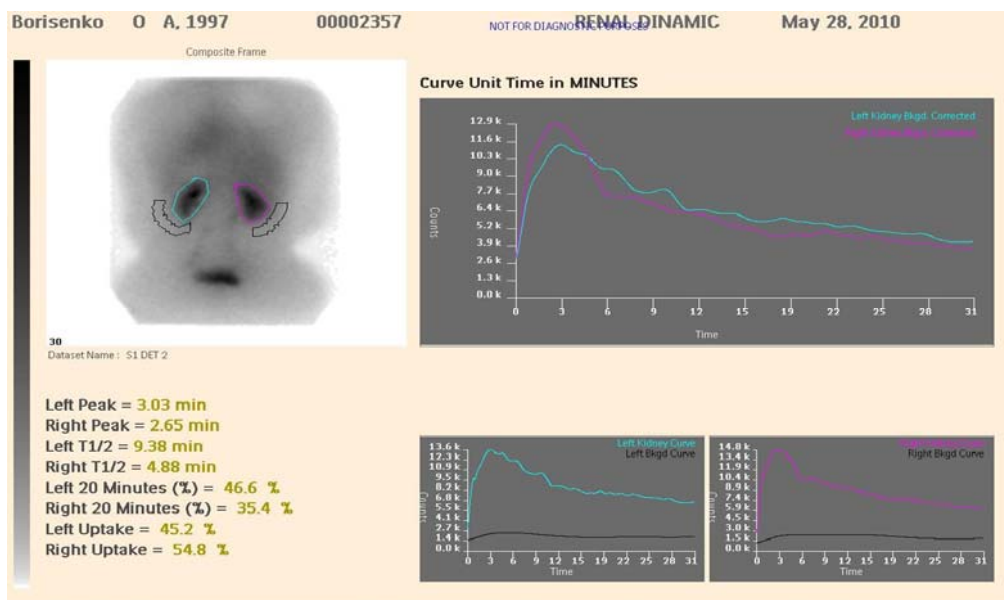 Borisenko O A, 1997 00002357 NOT FOR DIAGNOSTIC PURPOSES RENAL DINAMIC May 28, 2010
Composite Frame
30
Dataset Name : S1 DET 2
Curve Unit Time in MINUTES
Left Kidney Bkgd. Corrected
12.9 k
11.6 k
10.3 k
9.0 k
7.7 k
6.4 k
5.2 k
3.9 k
2.6 k
1.3 k
0.0 k
Counts
0 3 6 9 12 15 19 22 25 28 31
Time
Left Peak = 3.03 min
Right Peak = 2.65 min
Left T1/2 = 9.38 min
Right T1/2 = 4.88 min
Left 20 Minutes (%) = 46.6 %
Right 20 Minutes (%) = 35.4 %
Left Uptake = 45.2 %
Right Uptake = 54.8 %
Left Kidney Curve
Left Bkgd Curve
13.6 k
12.3 k
10.9 k
9.5 k
8.2 k
6.8 k
5.5 k
4.1 k
2.7 k
1.4 k
0.0 k
Counts
0 3 6 9 12 15 19 22 25 28 31
Time
Right Bkgd Curve
14.8 k
13.4 k
11.9 k
10.4 k
8.9 k
7.4 k
5.9 k
4.5 k
3.0 k
1.5 k
0.0 k
Counts
0 3 6 9 12 15 19 22 25 28 31
Time